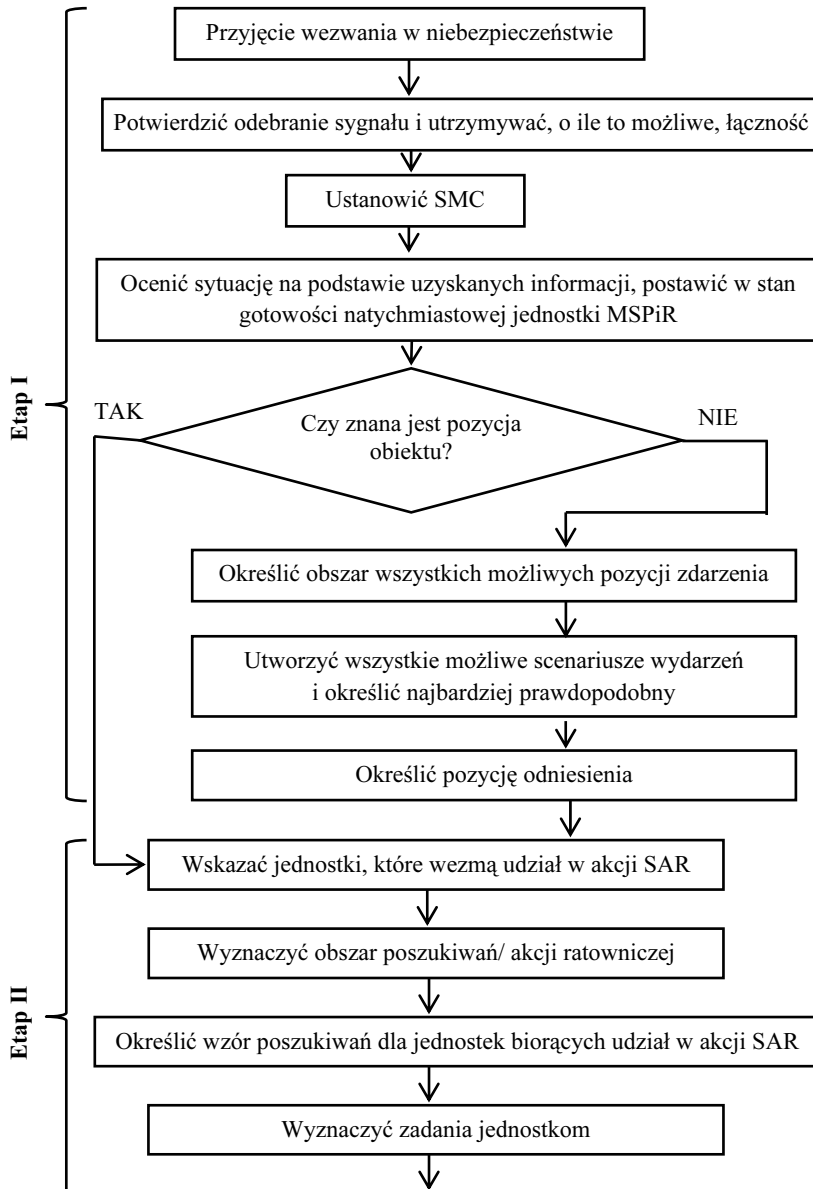 Przyjęcie wezwania w niebezpieczeństwie
Potwierdzić odebranie sygnału i utrzymywać, o ile to możliwe, łączność
Ustanowić SMC
Ocenić sytuację na podstawie uzyskanych informacji, postawić w stan
gotowości natychmiastowej jednostki MSPiR
Etap I
TAK
Czy znana jest pozycja
obiektu?
NIE
Określić obszar wszystkich możliwych pozycji zdarzenia
Utworzyć wszystkie możliwe scenariusze wydarzeń
i określić najbardziej prawdopodobny
Określić pozycję odniesienia
Etap II
Wskazać jednostki, które wezmą udział w akcji SAR
Wyznaczyć obszar poszukiwań/ akcji ratowniczej
Określić wzór poszukiwań dla jednostek biorących udział w akcji SAR
Wyznaczyć zadania jednostkom